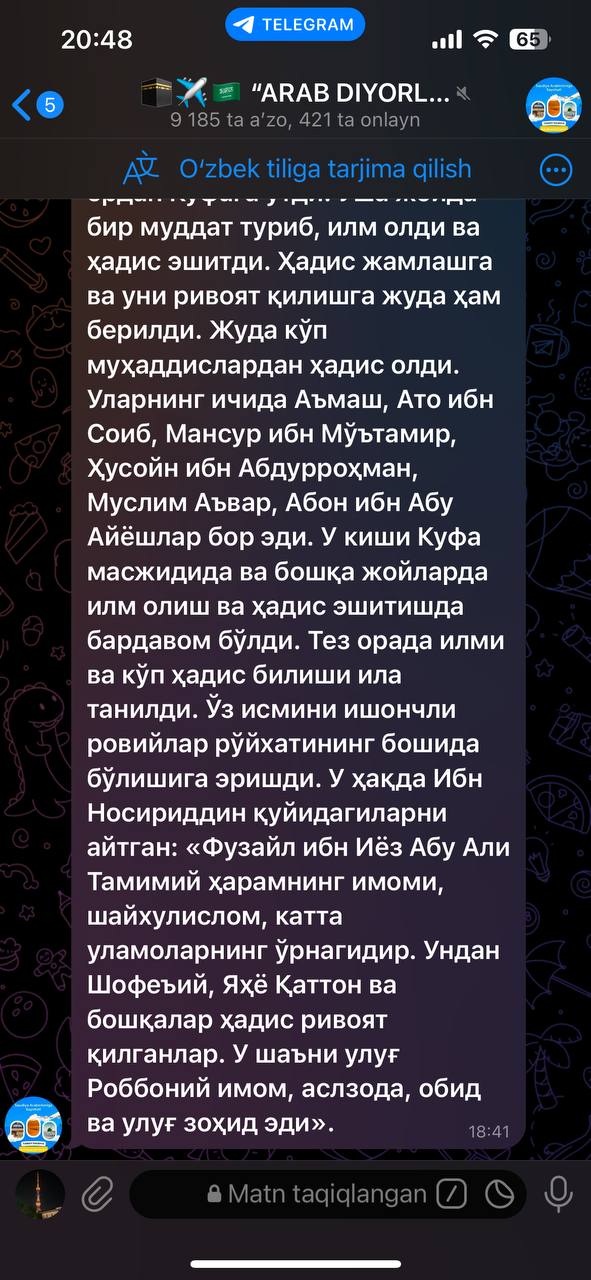 20:48
TELEGRAM
65
5
“ARAB DIYORL...
9 185 ta a’zo, 421 ta onlayn
O‘zbek tiliga tarjima qilish
бир муддат туриб, илм олди ва
ҳадис эшитди. Ҳадис жамлашга
ва уни ривоят қилишга жуда ҳам
берилди. Жуда кўп
муҳаддислардан ҳадис олди.
Уларнинг ичида Аъмаш, Ато ибн
Соиб, Мансур ибн Мўътамир,
Ҳусойн ибн Абдурроҳман,
Муслим Аъвар, Абон ибн Абу
Айёшлар бор эди. У киши Куфа
масжидида ва бошқа жойларда
илм олиш ва ҳадис эшитишда
бардавом бўлди. Тез орада илми
ва кўп ҳадис билиши ила
танилди. Ўз исмини ишончли
ровийлар рўйхатининг бошида
бўлишига эришди. У ҳақда Ибн
Носириддин қуйидагиларни
айтган: «Фузайл ибн Иёз Абу Али
Тамимий ҳарамнинг имоми,
шайхулислом, катта
уламоларнинг ўрнагидир. Ундан
Шофеъий, Яҳё Қаттон ва
бошқалар ҳадис ривоят
қилганлар. У шаъни улуғ
Роббоний имом, аслзода, обид
ва улуғ зоҳид эди».
18:41
Matn taqiqlangan